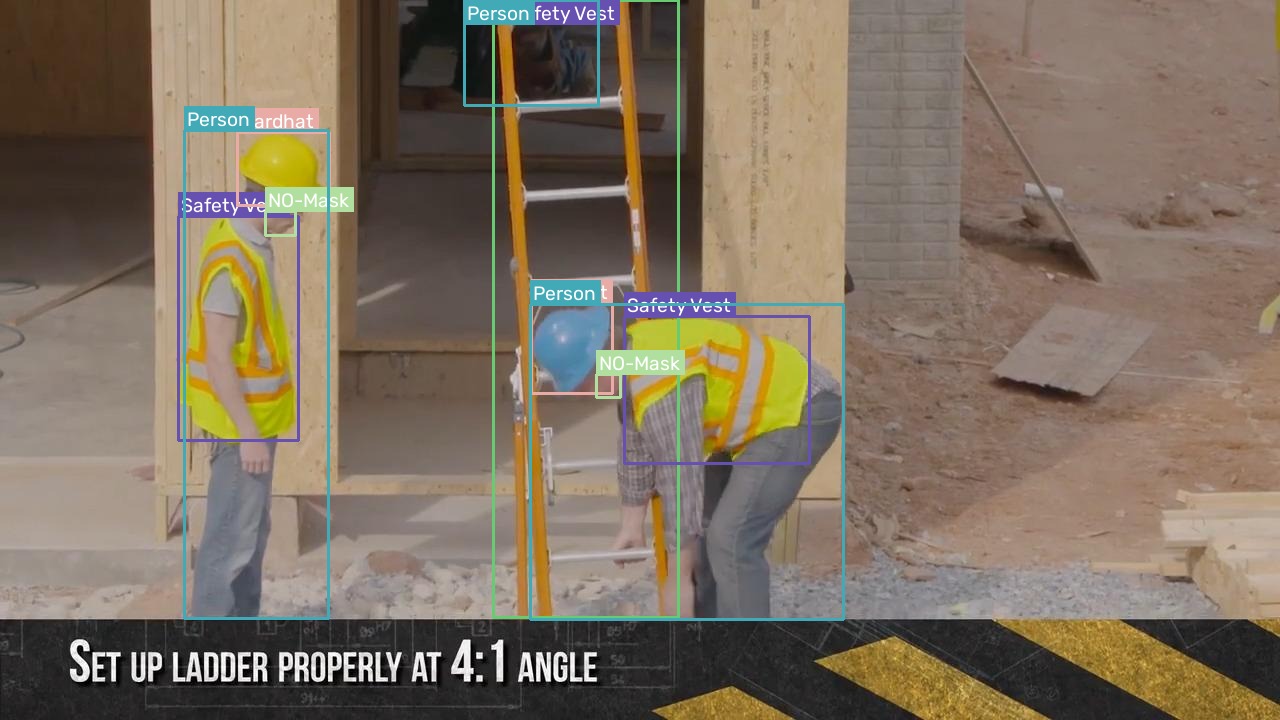 Person fety Vest
Person ardhat
Safety Ve NO-Mask
Person t Safety Vest
NO-Mask
SET UP LADDER PROPERLY AT 4:1 ANGLE